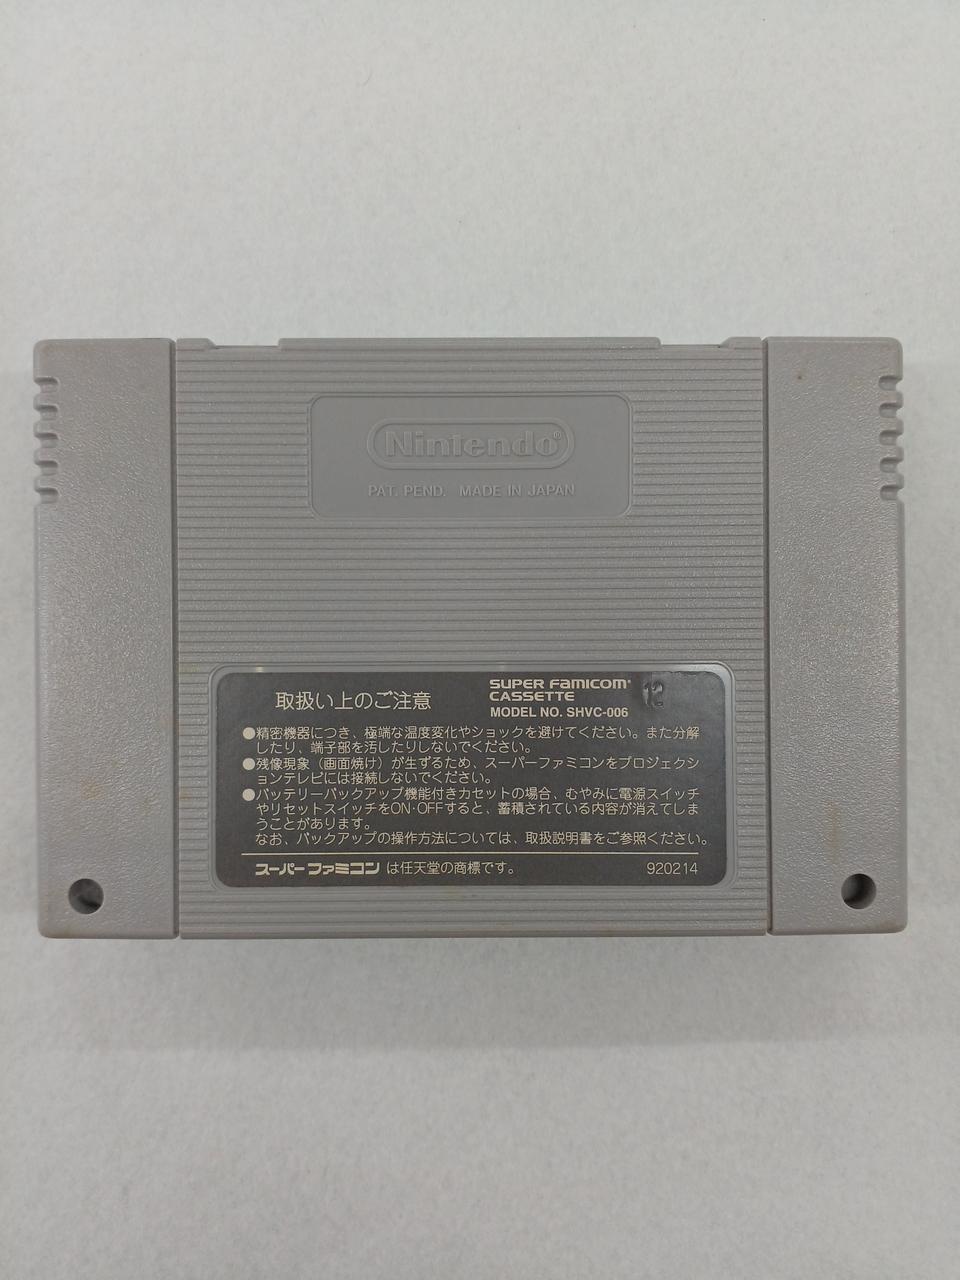 Nintendo®
PAT. PEND. MADE IN JAPAN
取扱い上のご注意
SUPER FAMICOM
CASSETTE
MODEL NO. SHVC-006
12
●精密機器につき、極端な温度変化やショックを避けてください。また分解
したり、端子部を汚したりしないでください。
●残像現象（画面焼け）が生ずるため、スーパーファミコンをプロジェクシ
ョンテレビには接続しないでください。
●バッテリーバックアップ機能付きカセットの場合、むやみに電源スイッチ
やリセットスイッチをON·OFFすると、蓄積されている内容が消えてしま
うことがあります。
なお、バックアップの操作方法については、取扱説明書をご参照ください。
スーパーファミコン は任天堂の商標です。
920214